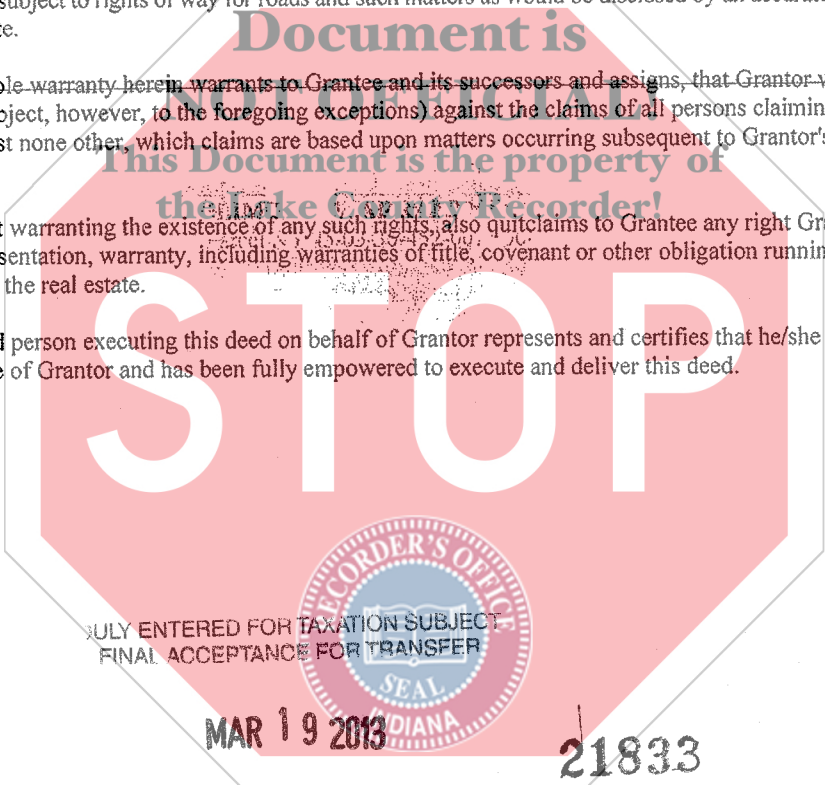 subject to rights of way for roads and such matters as would be disclosed by an accurat
te.
Document is
ole warranty herein warrants to Grantee and its successors and assigns, that Grantor w
NOT OFFICIAL
bject, however, to the foregoing exceptions) against the claims of all persons claimin
st none other, which claims are based upon matters occurring subsequent to Grantor's
This Document is the property of
the Lake County Recorder!
t warranting the existence of any such rights, also quitclaims to Grantee any right Gra
sentation, warranty, including warranties of title, covenant or other obligation runnin
the real estate.
d person executing this deed on behalf of Grantor represents and certifies that he/she
e of Grantor and has been fully empowered to execute and deliver this deed.
STOP
RECORDER'S OFFICE
SEAL
INDIANA
DULY ENTERED FOR TAXATION SUBJECT
FINAL ACCEPTANCE FOR TRANSFER
MAR 19 2013
21833